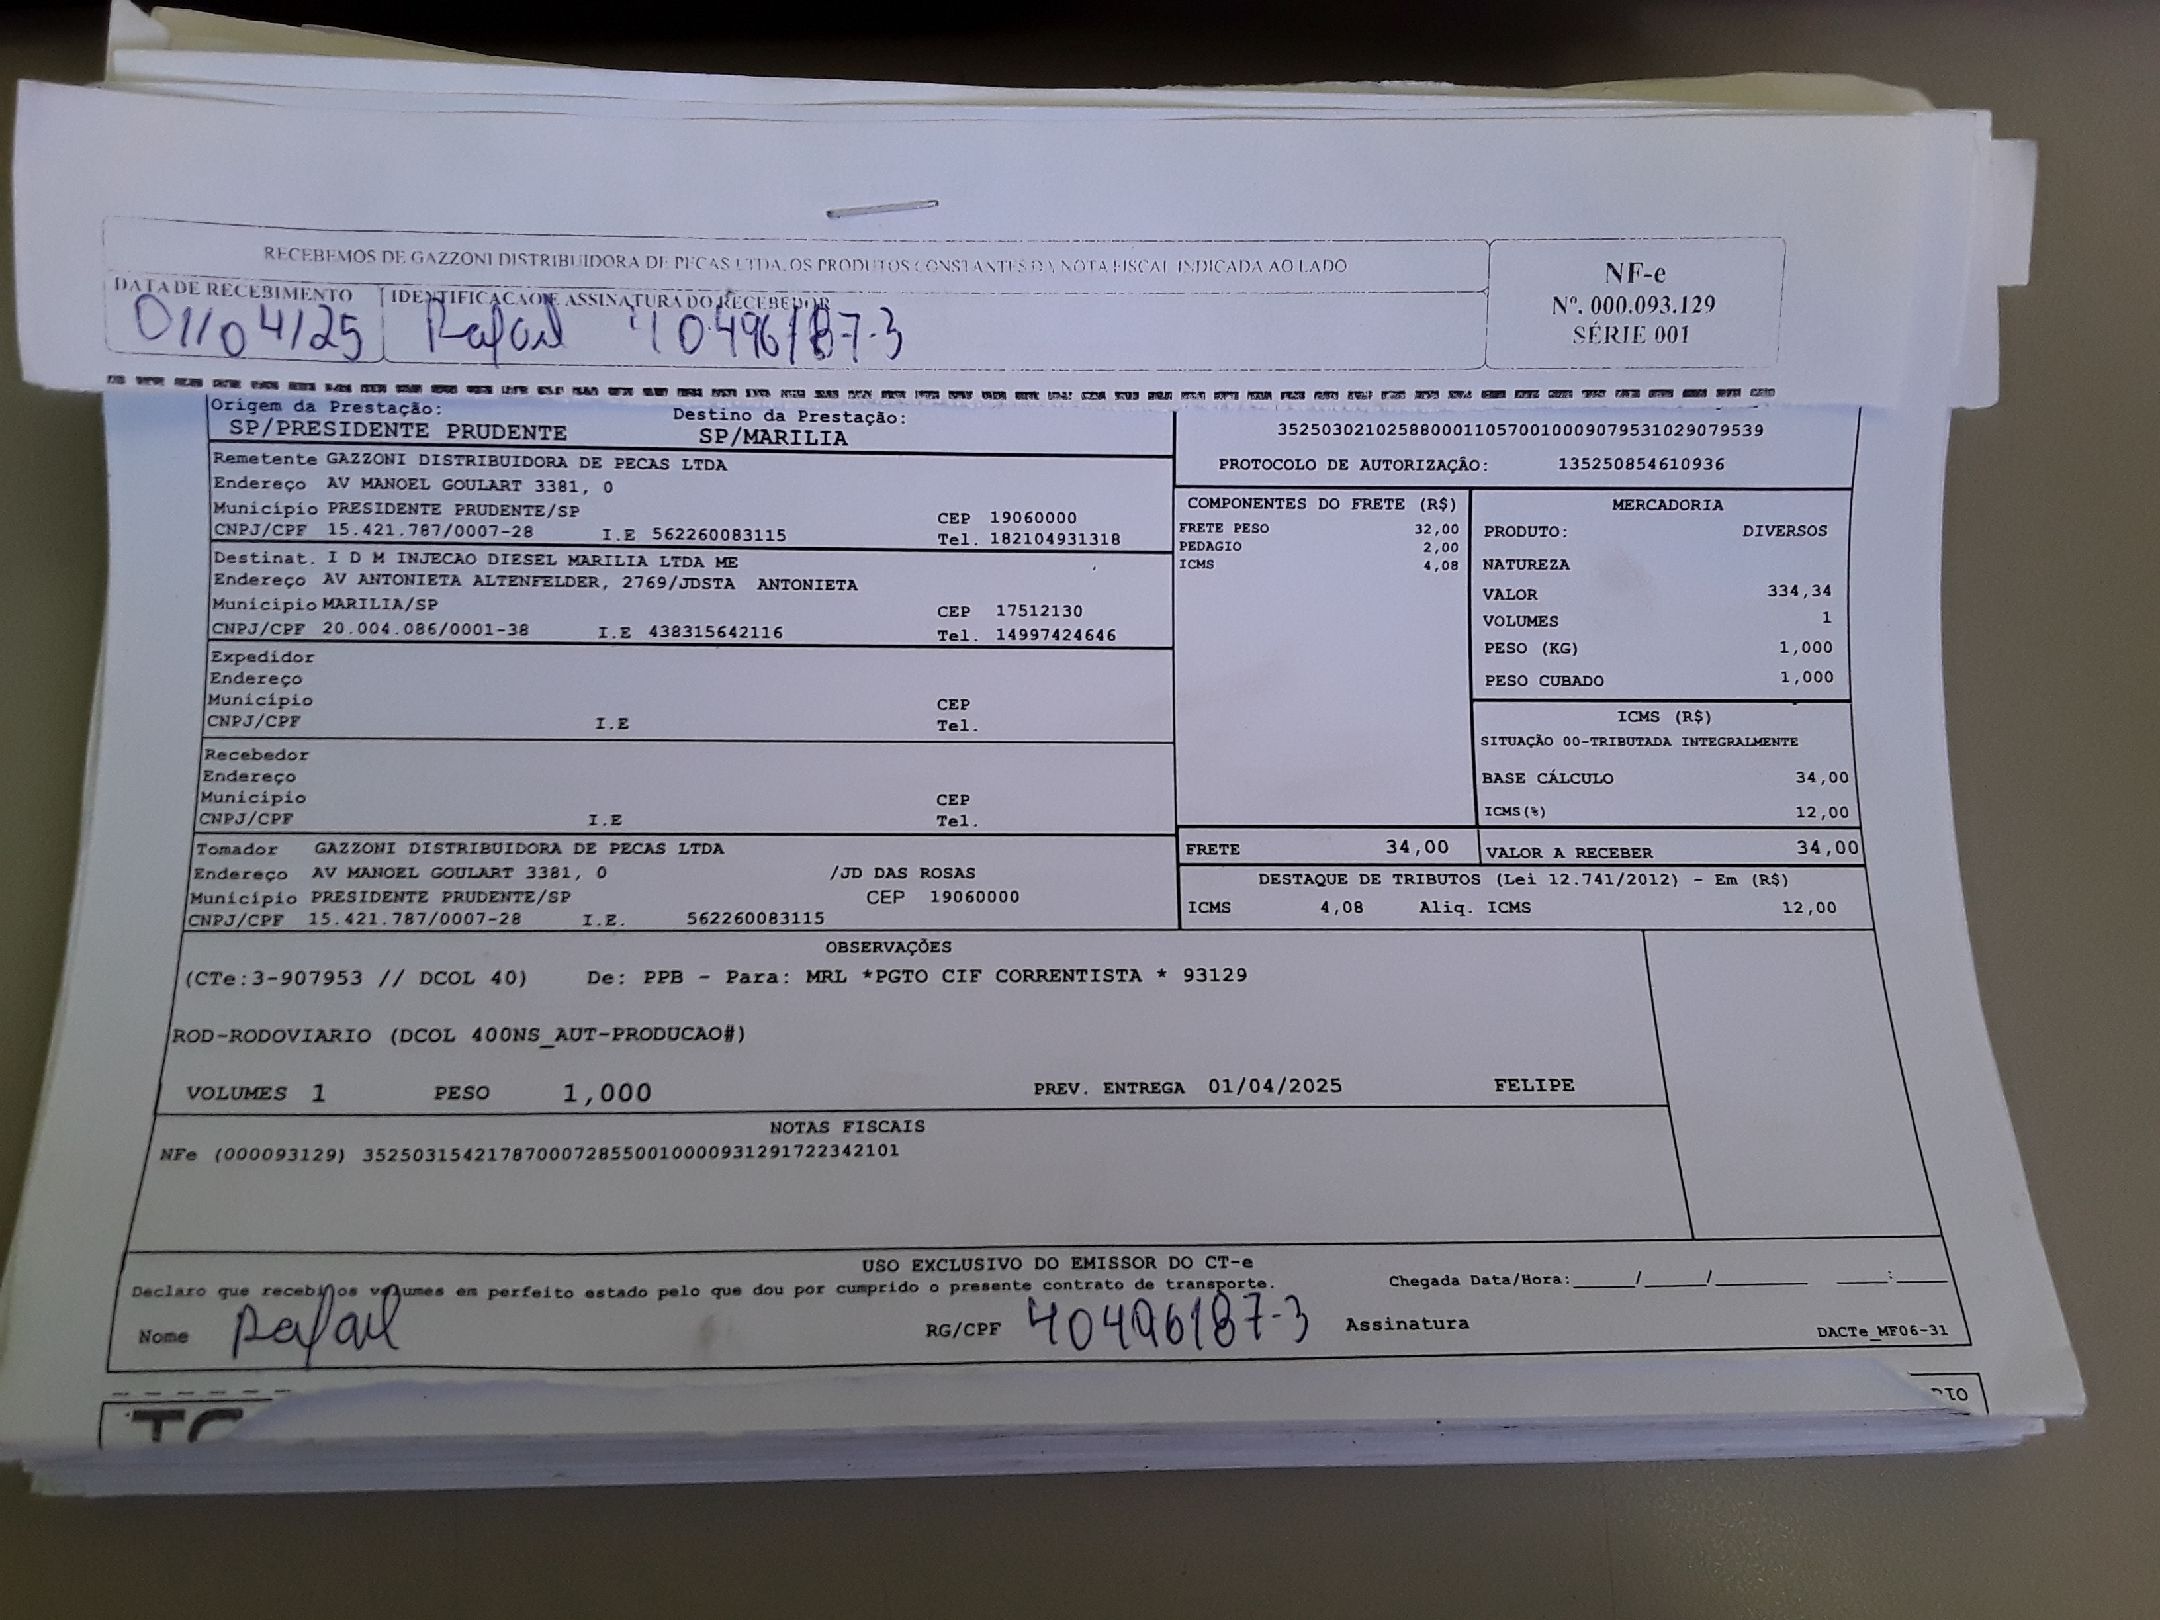 RECEBEMOS DE GAZZONI DISTRIBUIDORA DE PECAS LTDA. OS PRODUTOS CONSTANTES DA NOTA FISCAL INDICADA AO LADO
NF-e
Nº. 000.093.129
SÉRIE 001
DATA DE RECEBIMENTO
IDENTIFICACAO E ASSINATURA DO RECEBEDOR
01/04/25 Rafael 40496187-3
Origem da Prestação: Destino da Prestação:
SP/PRESIDENTE PRUDENTE SP/MARILIA
35250302102588000110570010009079531029079539
PROTOCOLO DE AUTORIZAÇÃO: 135250854610936
Remetente GAZZONI DISTRIBUIDORA DE PECAS LTDA
Endereço AV MANOEL GOULART 3381, 0
Município PRESIDENTE PRUDENTE/SP CEP 19060000
CNPJ/CPF 15.421.787/0007-28 I.E 562260083115 Tel. 182104931318
Destinat. I D M INJECAO DIESEL MARILIA LTDA ME
Endereço AV ANTONIETA ALTENFELDER, 2769/JDSTA ANTONIETA
Município MARILIA/SP CEP 17512130
CNPJ/CPF 20.004.086/0001-38 I.E 438315642116 Tel. 14997424646
Expedidor
Endereço
Município CEP
CNPJ/CPF I.E Tel.
Recebedor
Endereço
Município CEP
CNPJ/CPF I.E Tel.
Tomador GAZZONI DISTRIBUIDORA DE PECAS LTDA
Endereço AV MANOEL GOULART 3381, 0 /JD DAS ROSAS
Município PRESIDENTE PRUDENTE/SP CEP 19060000
CNPJ/CPF 15.421.787/0007-28 I.E. 562260083115
COMPONENTES DO FRETE (R$)
FRETE PESO 32,00
PEDAGIO 2,00
ICMS 4,08
MERCADORIA
PRODUTO: DIVERSOS
NATUREZA
VALOR 334,34
VOLUMES 1
PESO (KG) 1,000
PESO CUBADO 1,000
ICMS (R$)
SITUAÇÃO 00-TRIBUTADA INTEGRALMENTE
BASE CÁLCULO 34,00
ICMS(%) 12,00
FRETE 34,00 VALOR A RECEBER 34,00
DESTAQUE DE TRIBUTOS (Lei 12.741/2012) - Em (R$)
ICMS 4,08 Aliq. ICMS 12,00
OBSERVAÇÕES
(CTe:3-907953 // DCOL 40) De: PPB - Para: MRL *PGTO CIF CORRENTISTA * 93129
ROD-RODOVIARIO (DCOL 400NS_AUT-PRODUCAO#)
VOLUMES 1 PESO 1,000 PREV. ENTREGA 01/04/2025 FELIPE
NOTAS FISCAIS
NFe (000093129) 35250315421787000728550010000931291722342101
USO EXCLUSIVO DO EMISSOR DO CT-e
Declaro que recebi os volumes em perfeito estado pelo que dou por cumprido o presente contrato de transporte.
Chegada Data/Hora:_____/_____/_______ ____:____
Nome Rafael RG/CPF 40496187-3 Assinatura
DACTe_MF06-31